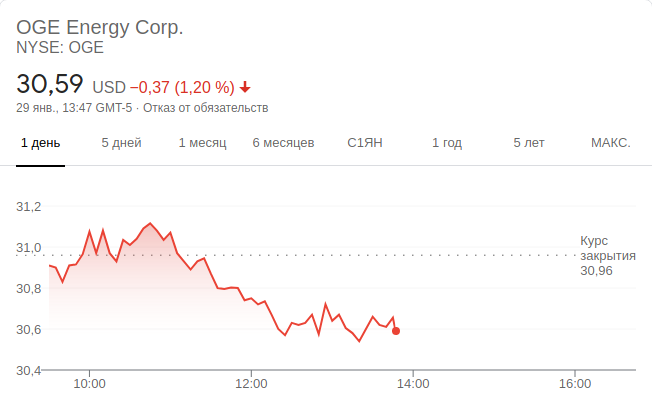 OGE Energy Corp.
NYSE: OGE
30,59 USD −0,37 (1,20 %)
29 янв., 13:47 GMT-5 · Отказ от обязательств
1 день 5 дней 1 месяц 6 месяцев С1ЯН 1 год 5 лет МАКС.
31,2
31,0
30,8
30,6
30,4
Курс
закрытия
30,96
10:00 12:00 14:00 16:00